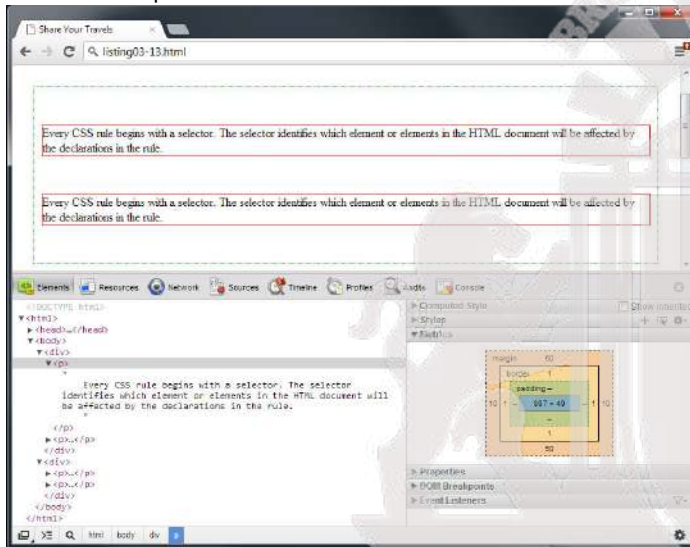 Share Your Travels
listing03-13.html
Every CSS rule begins with a selector. The selector identifies which element or elements in the HTML document will be affected by
the declarations in the rule.
Every CSS rule begins with a selector. The selector identifies which element or elements in the HTML document will be affected by
the declarations in the rule.
Elements Resources Network Sources Timeline Profiles Audits Console
<!DOCTYPE html>
▼<html>
▶<head>…</head>
▼<body>
▼<div>
▼<p>
"
Every CSS rule begins with a selector. The selector
identifies which element or elements in the HTML document will
be affected by the declarations in the rule.
"
</p>
▶<p>…</p>
</div>
▼<div>
▶<p>…</p>
▶<p>…</p>
</div>
</body>
</html>
▶ Computed Style Show inherited
▶ Styles
▼ Metrics
margin 50
border 1
padding –
10 1 – – 1 10
–
1
50
▶ Properties
▶ DOM Breakpoints
▶ Event Listeners
html body div p